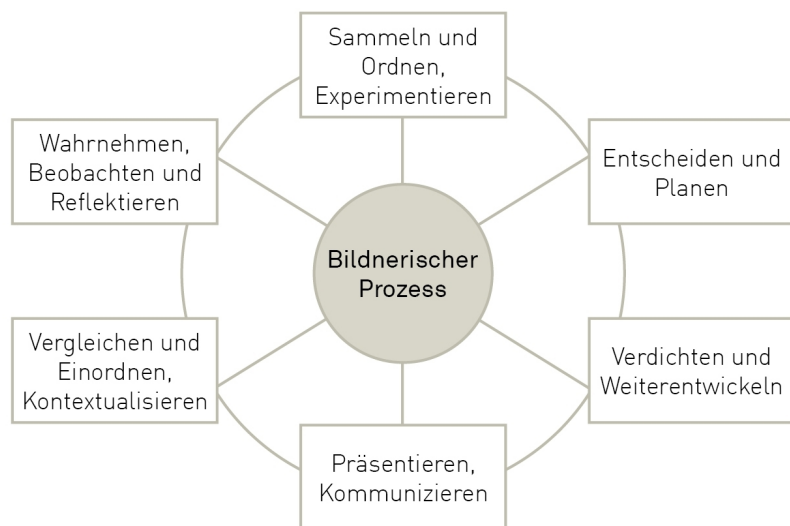 Sammeln und
Ordnen,
Experimentieren
Wahrnehmen,
Beobachten und
Reflektieren
Entscheiden und
Planen
Bildnerischer
Prozess
Vergleichen und
Einordnen,
Kontextualisieren
Verdichten und
Weiterentwickeln
Präsentieren,
Kommunizieren